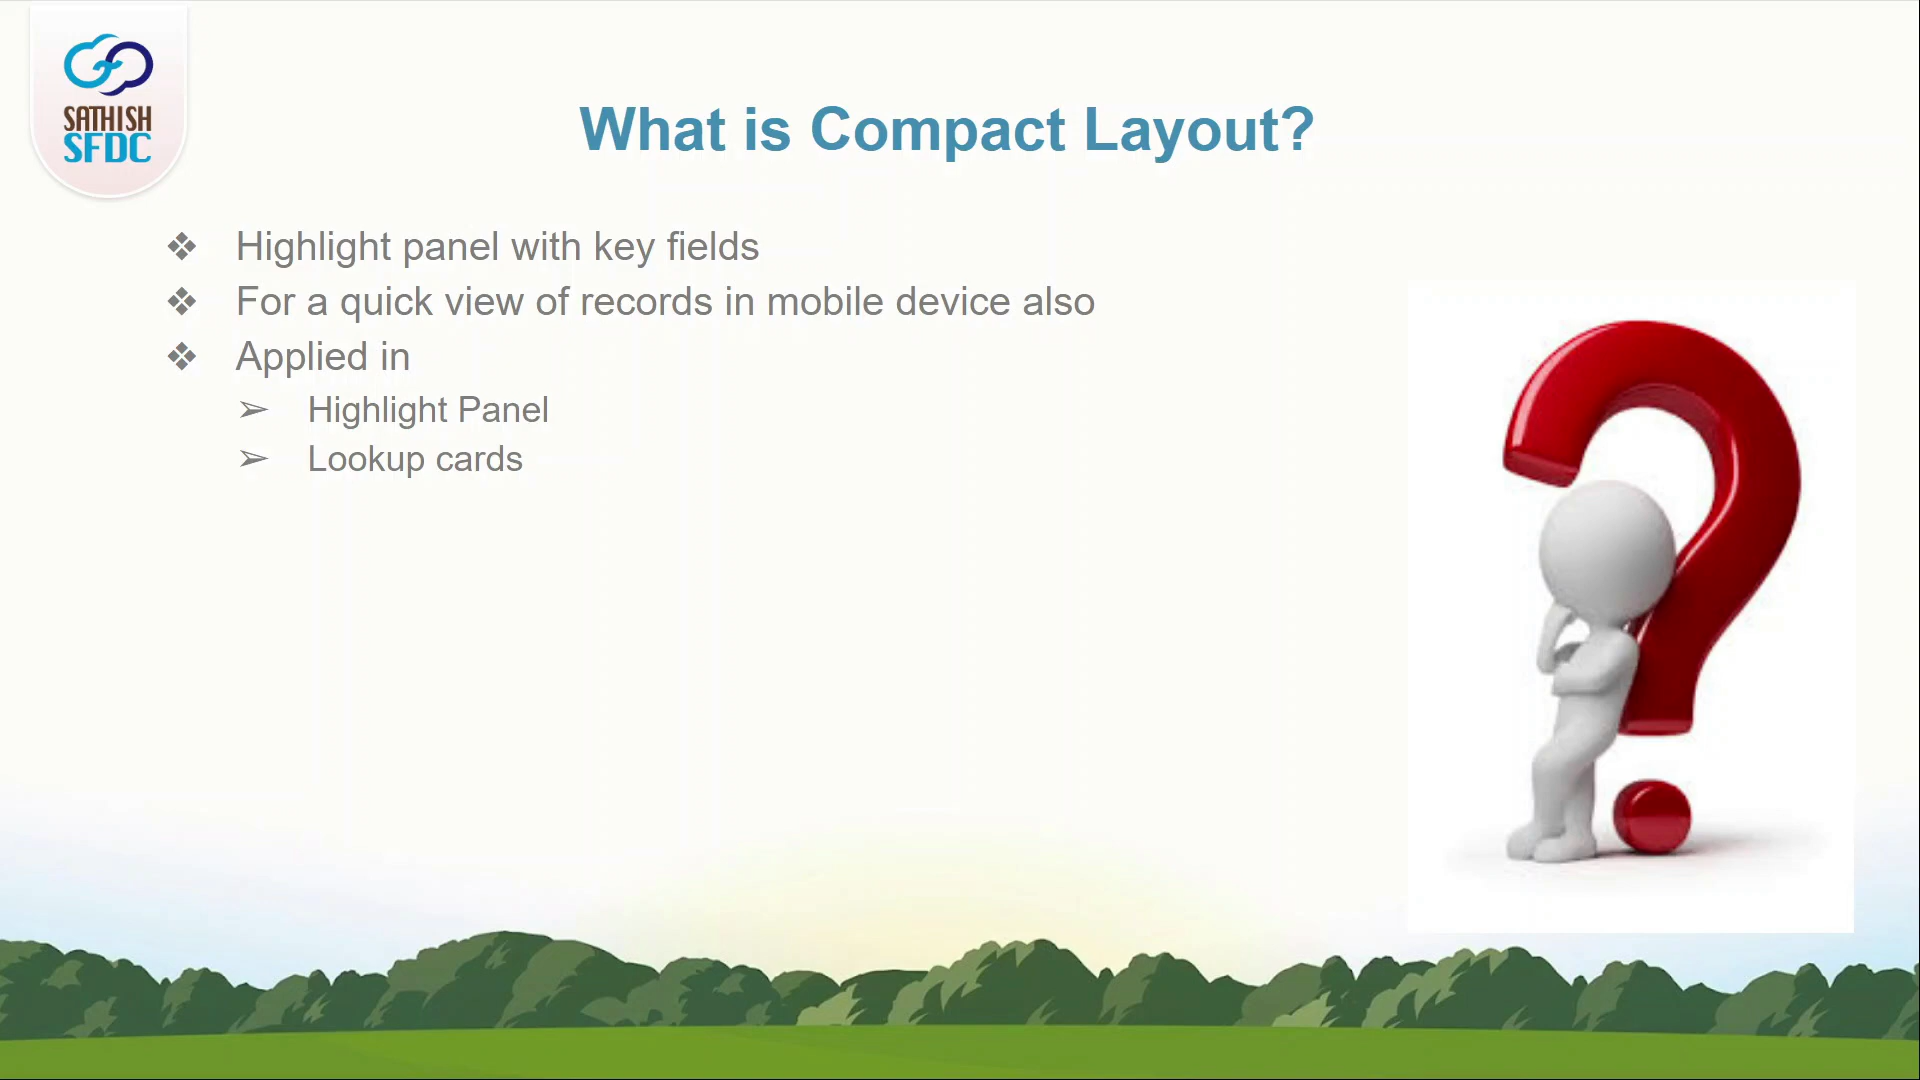 SATHISH
SFDC
What is Compact Layout?
❖ Highlight panel with key fields
❖ For a quick view of records in mobile device also
❖ Applied in
➢ Highlight Panel
➢ Lookup cards